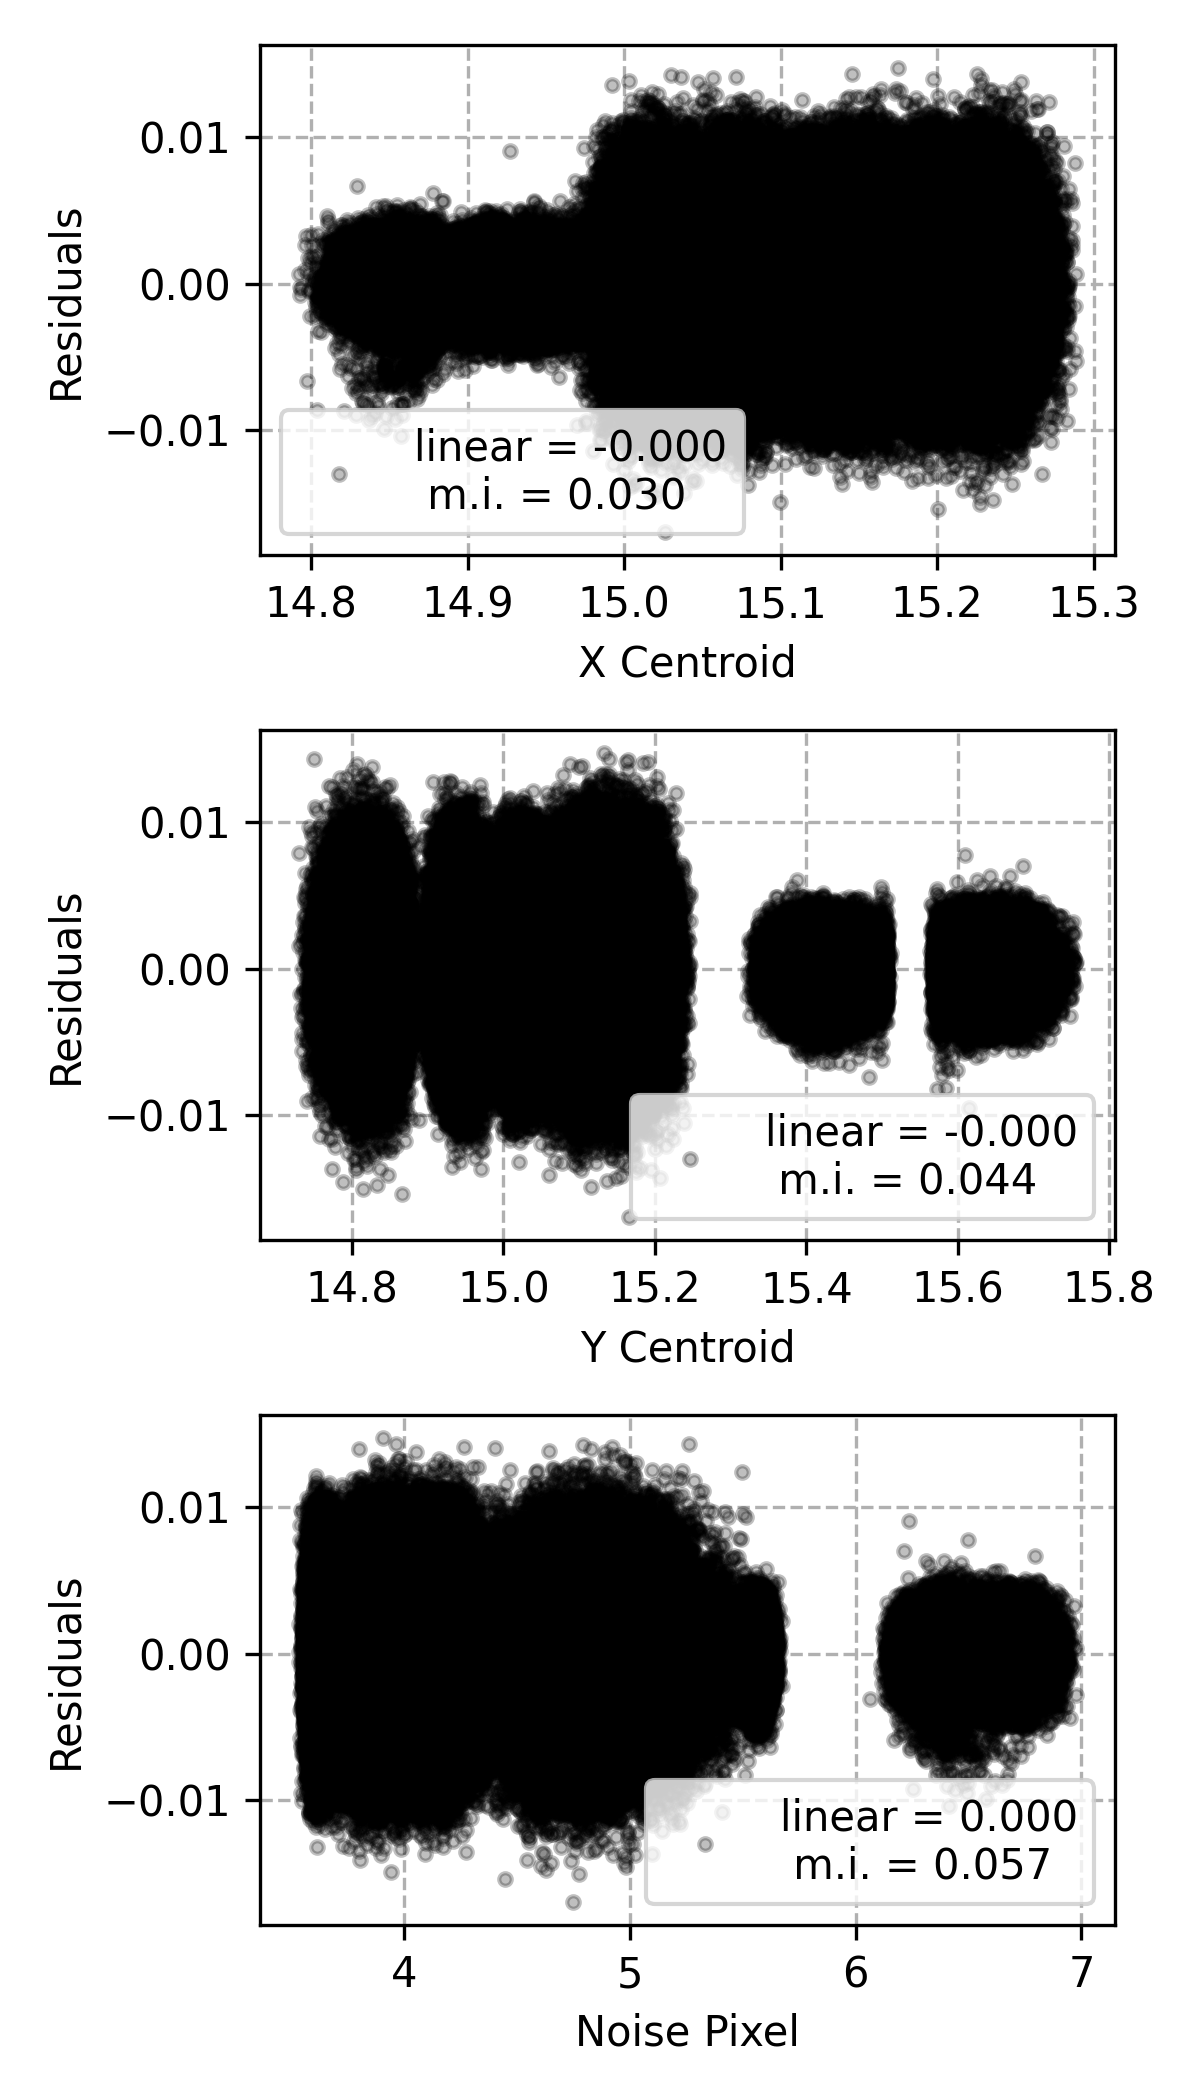 Residuals
0.01
0.00
−0.01
linear = -0.000
m.i. = 0.030
14.8 14.9 15.0 15.1 15.2 15.3
X Centroid
Residuals
0.01
0.00
−0.01
linear = -0.000
m.i. = 0.044
14.8 15.0 15.2 15.4 15.6 15.8
Y Centroid
Residuals
0.01
0.00
−0.01
linear = 0.000
m.i. = 0.057
4 5 6 7
Noise Pixel